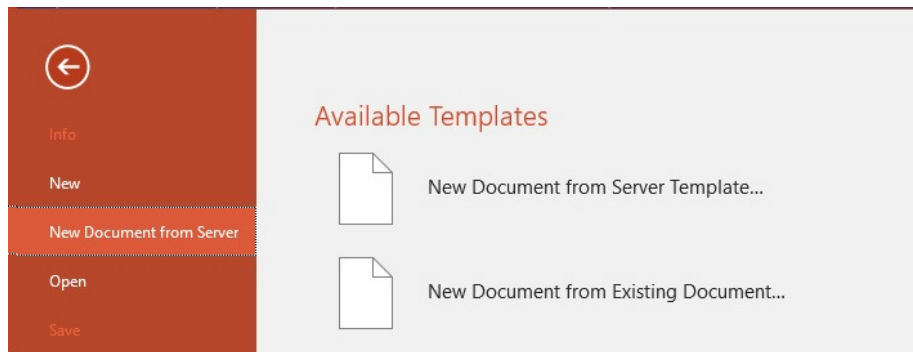 Info
New
New Document from Server
Open
Save
Available Templates
New Document from Server Template...
New Document from Existing Document...